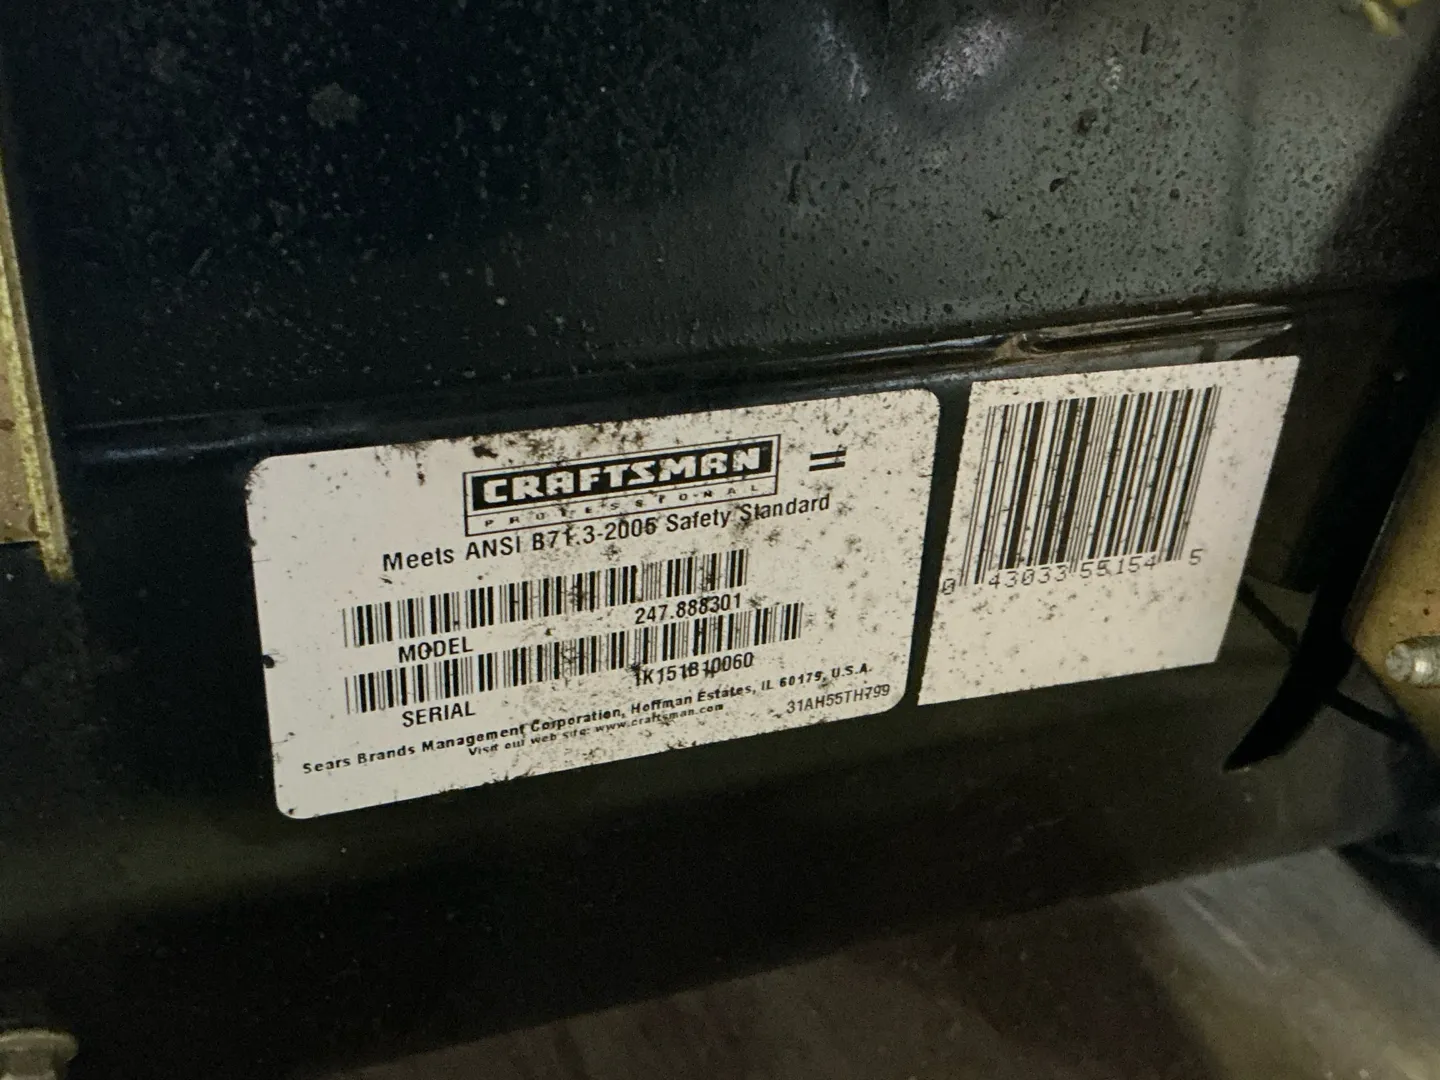 CRAFTSMAN
PROFESSIONAL
Meets ANSI B71.3-2005 Safety Standard
MODEL 247.888301
SERIAL 1K151B10060
Sears Brands Management Corporation, Hoffman Estates, IL 60179, U.S.A.
Visit our web site: www.craftsman.com
31AH55TH799
0 43033 55154 5